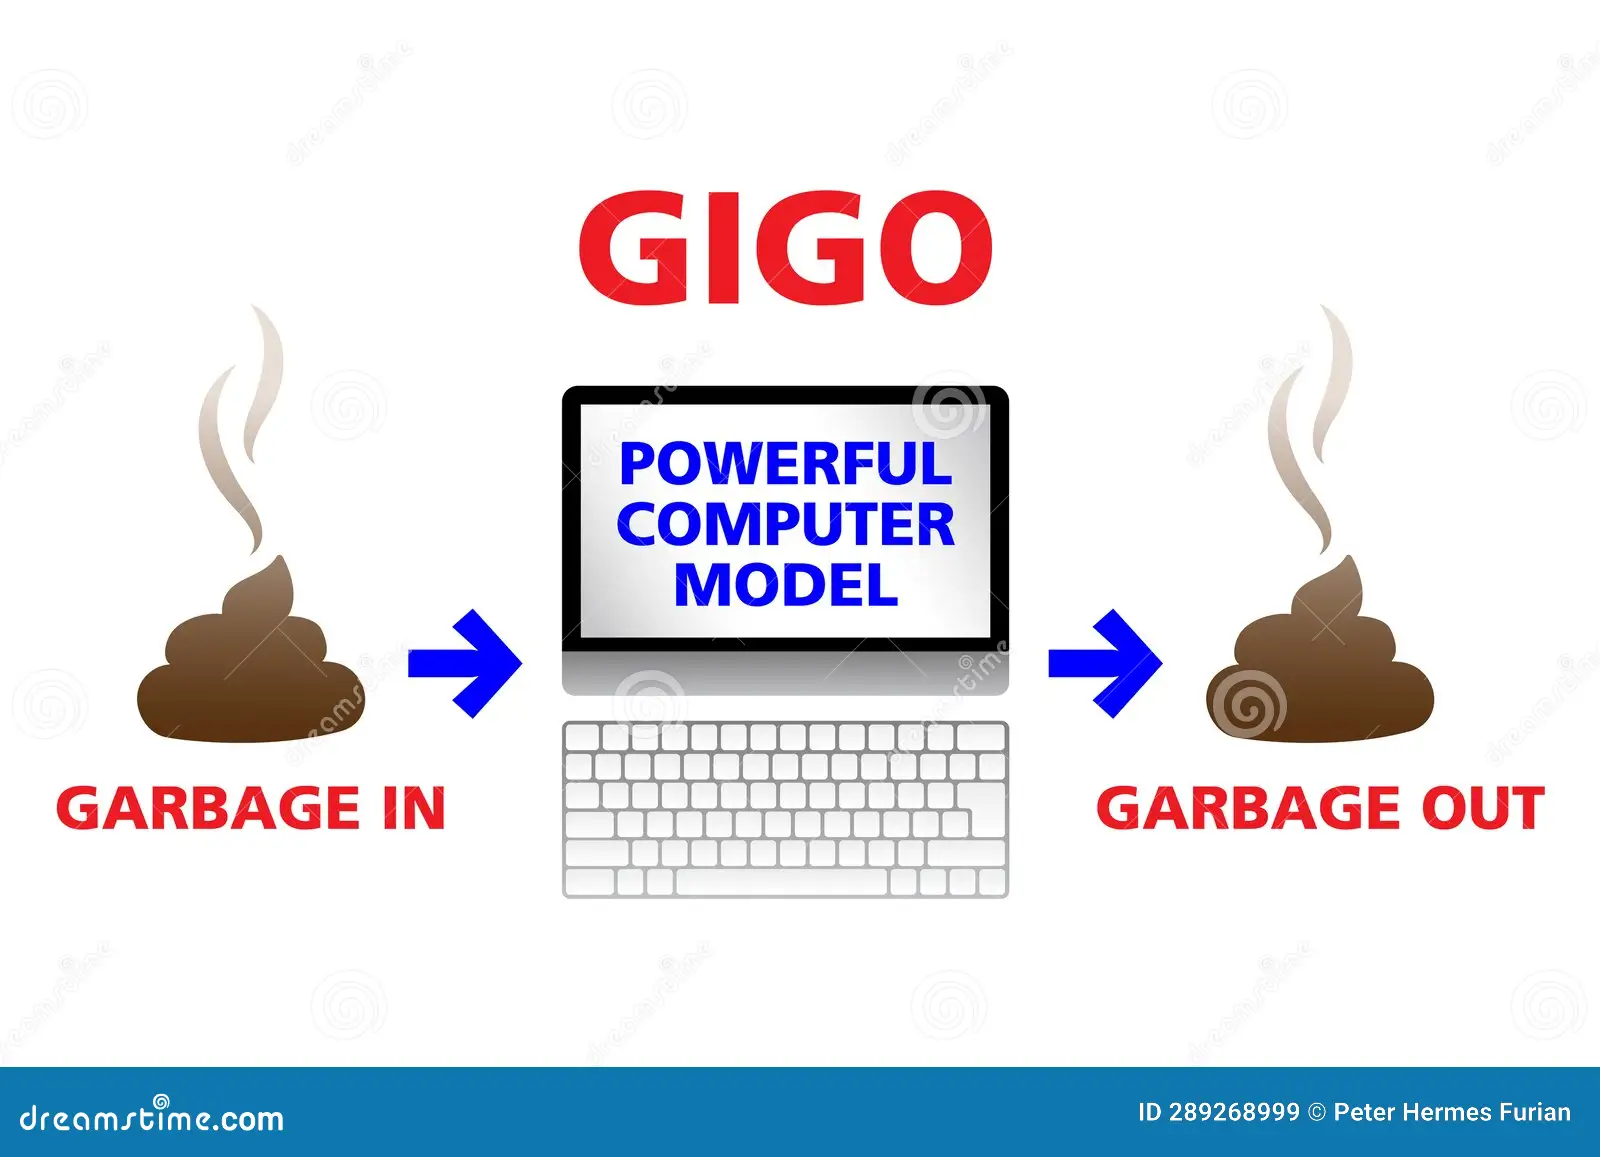 GIGO
POWERFUL
COMPUTER
MODEL
GARBAGE IN
GARBAGE OUT
dreamstime.com
ID 289268999 © Peter Hermes Furian